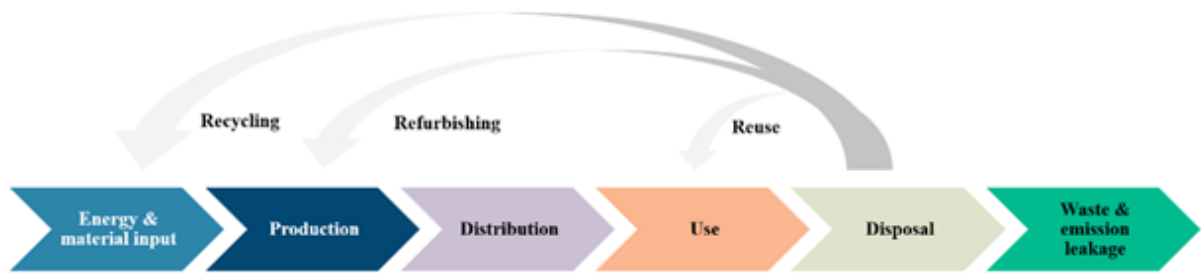 Recycling
Refurbishing
Reuse
Energy &
material input
Production
Distribution
Use
Disposal
Waste &
emission
leakage